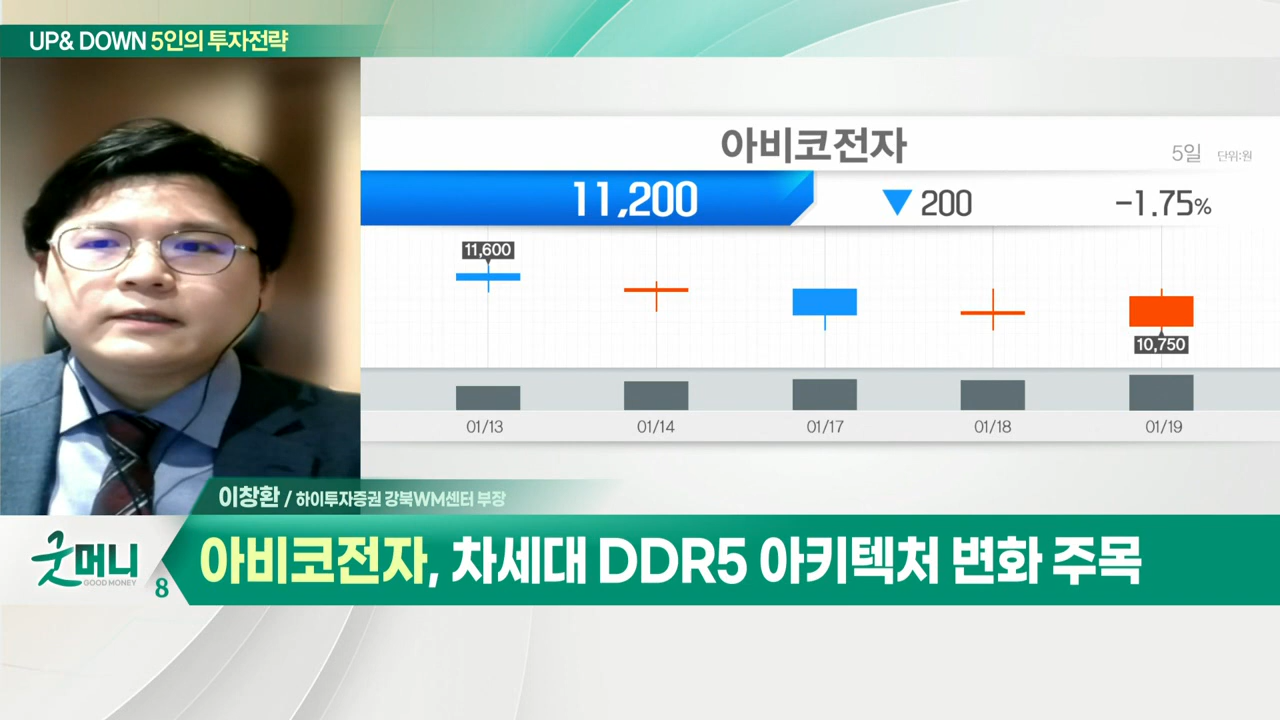 UP& DOWN 5인의 투자전략
아비코전자
5일 단위:원
11,200 ▼ 200 -1.75%
11,600
10,750
01/13 01/14 01/17 01/18 01/19
이창환 / 하이투자증권 강북WM센터 부장
굿머니
GOOD MONEY
8
아비코전자, 차세대 DDR5 아키텍처 변화 주목